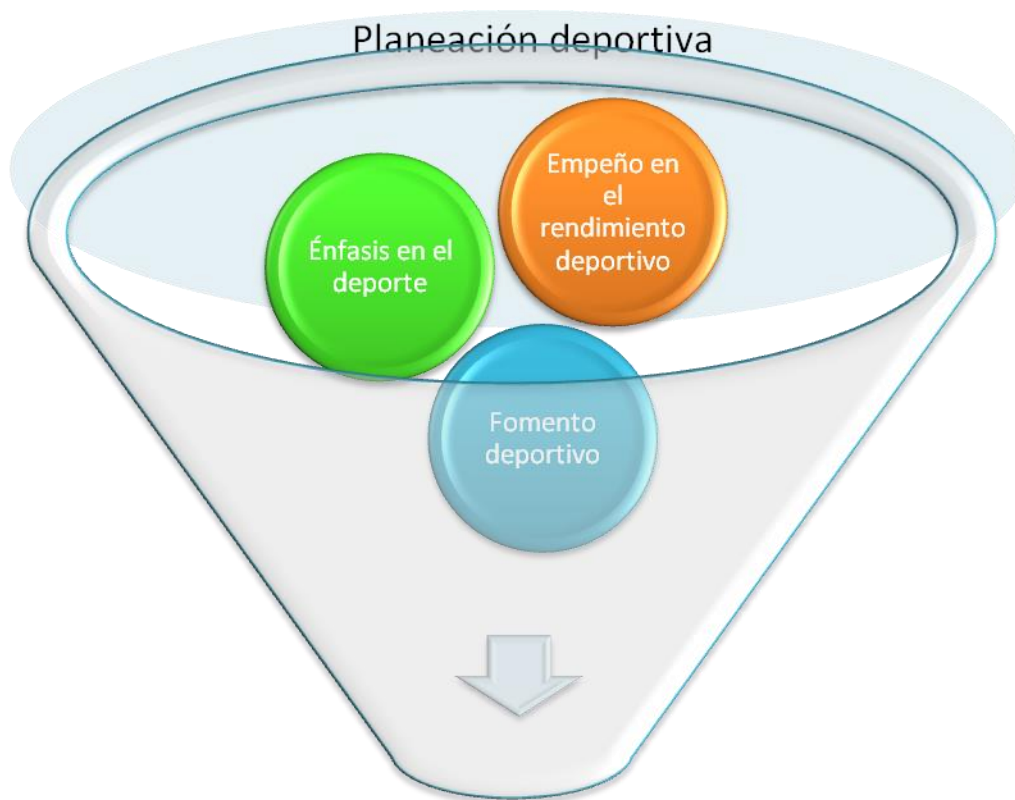 Planeación deportiva
Empeño en
el
rendimiento
deportivo
Énfasis en el
deporte
Fomento
deportivo